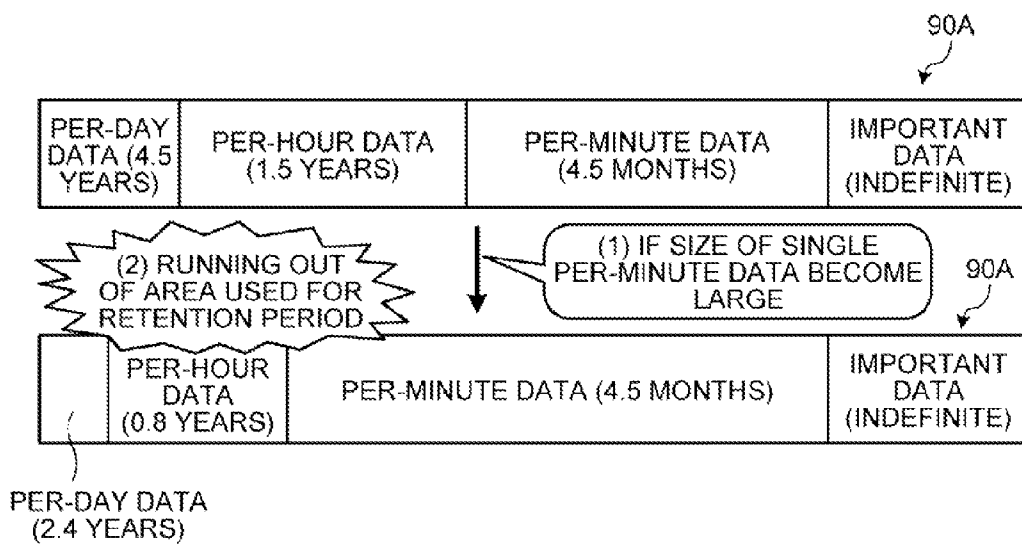 90A
PER-DAY
DATA (4.5
YEARS)
PER-HOUR DATA
(1.5 YEARS)
PER-MINUTE DATA
(4.5 MONTHS)
IMPORTANT
DATA
(INDEFINITE)
(2) RUNNING OUT
OF AREA USED FOR
RETENTION PERIOD
(1) IF SIZE OF SINGLE
PER-MINUTE DATA BECOME
LARGE
90A
PER-HOUR
DATA
(0.8 YEARS)
PER-MINUTE DATA (4.5 MONTHS)
IMPORTANT
DATA
(INDEFINITE)
PER-DAY DATA
(2.4 YEARS)